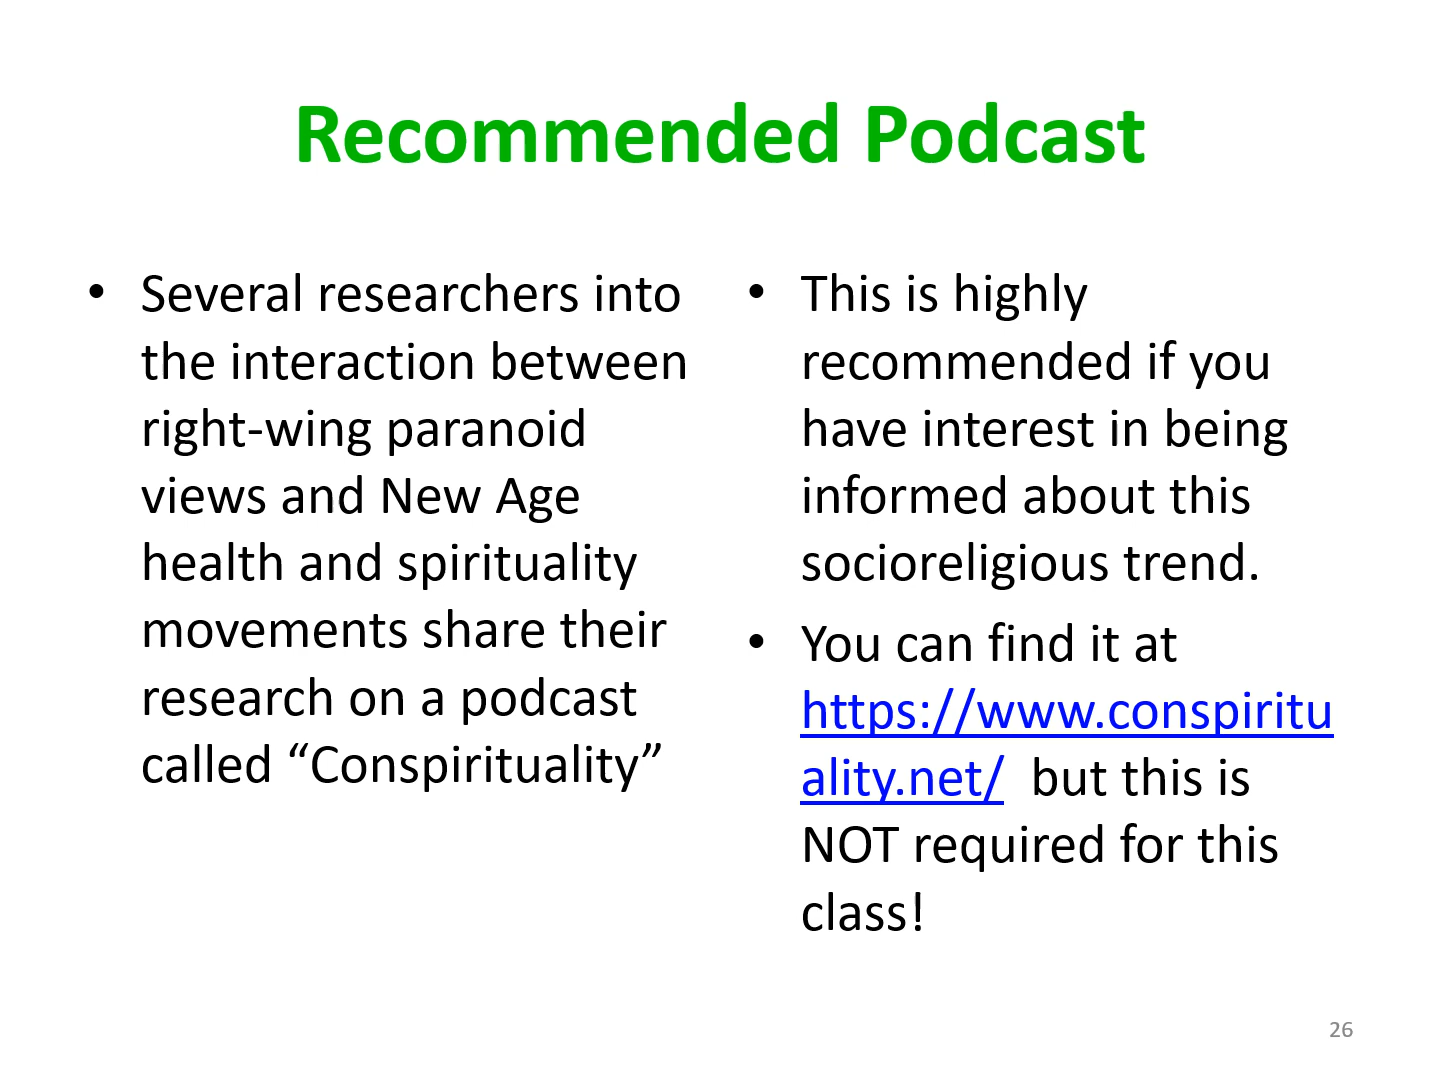 Recommended Podcast
• Several researchers into
the interaction between
right-wing paranoid
views and New Age
health and spirituality
movements share their
research on a podcast
called “Conspirituality”
• This is highly
recommended if you
have interest in being
informed about this
socioreligious trend.
• You can find it at
https://www.conspiritu
ality.net/ but this is
NOT required for this
class!
26